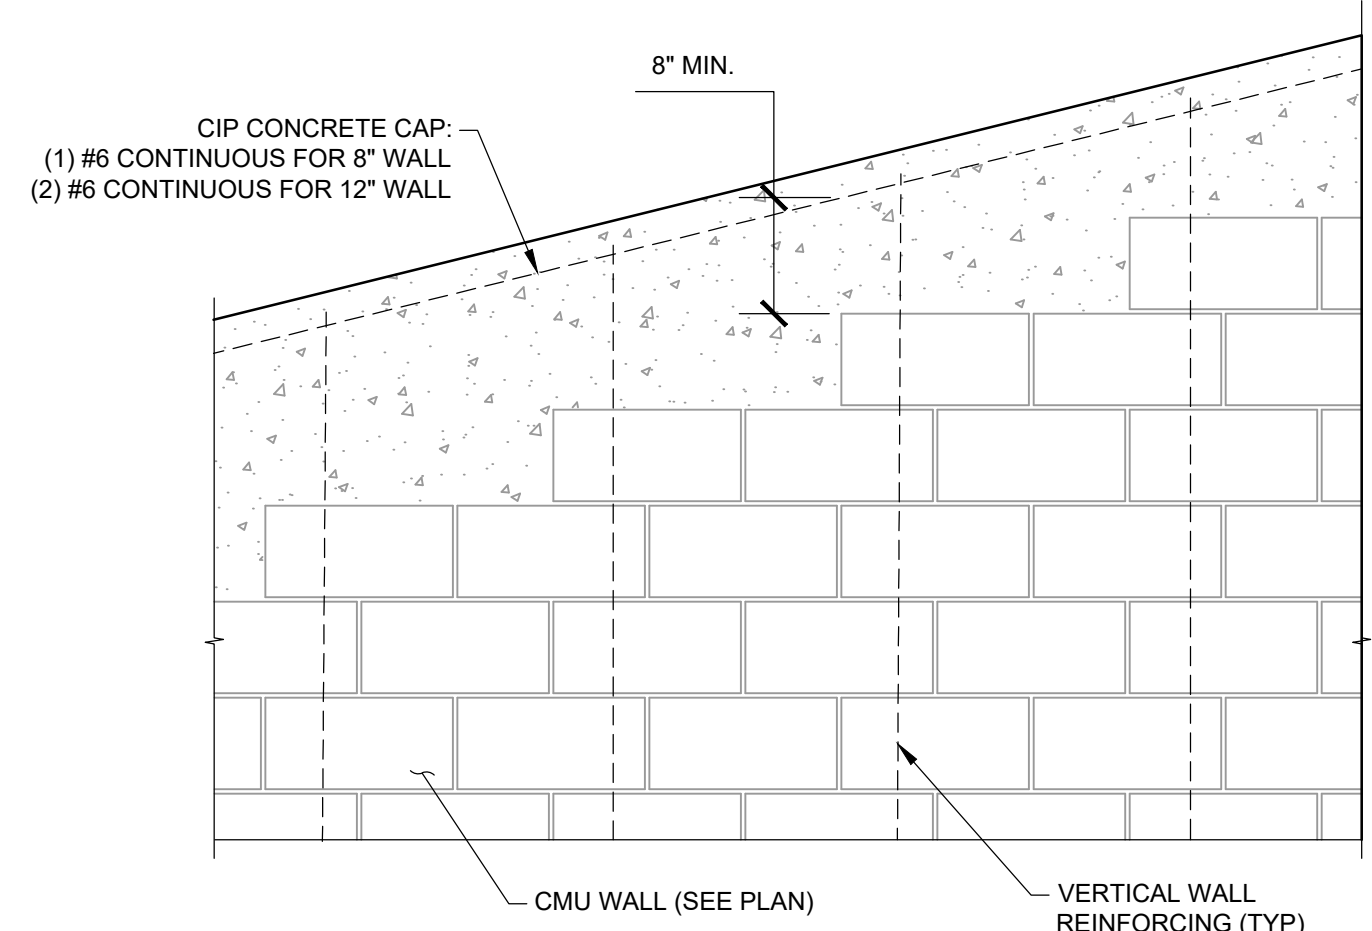 8" MIN.
CIP CONCRETE CAP:
(1) #6 CONTINUOUS FOR 8" WALL
(2) #6 CONTINUOUS FOR 12" WALL
CMU WALL (SEE PLAN)
VERTICAL WALL
REINFORCING (TYP)